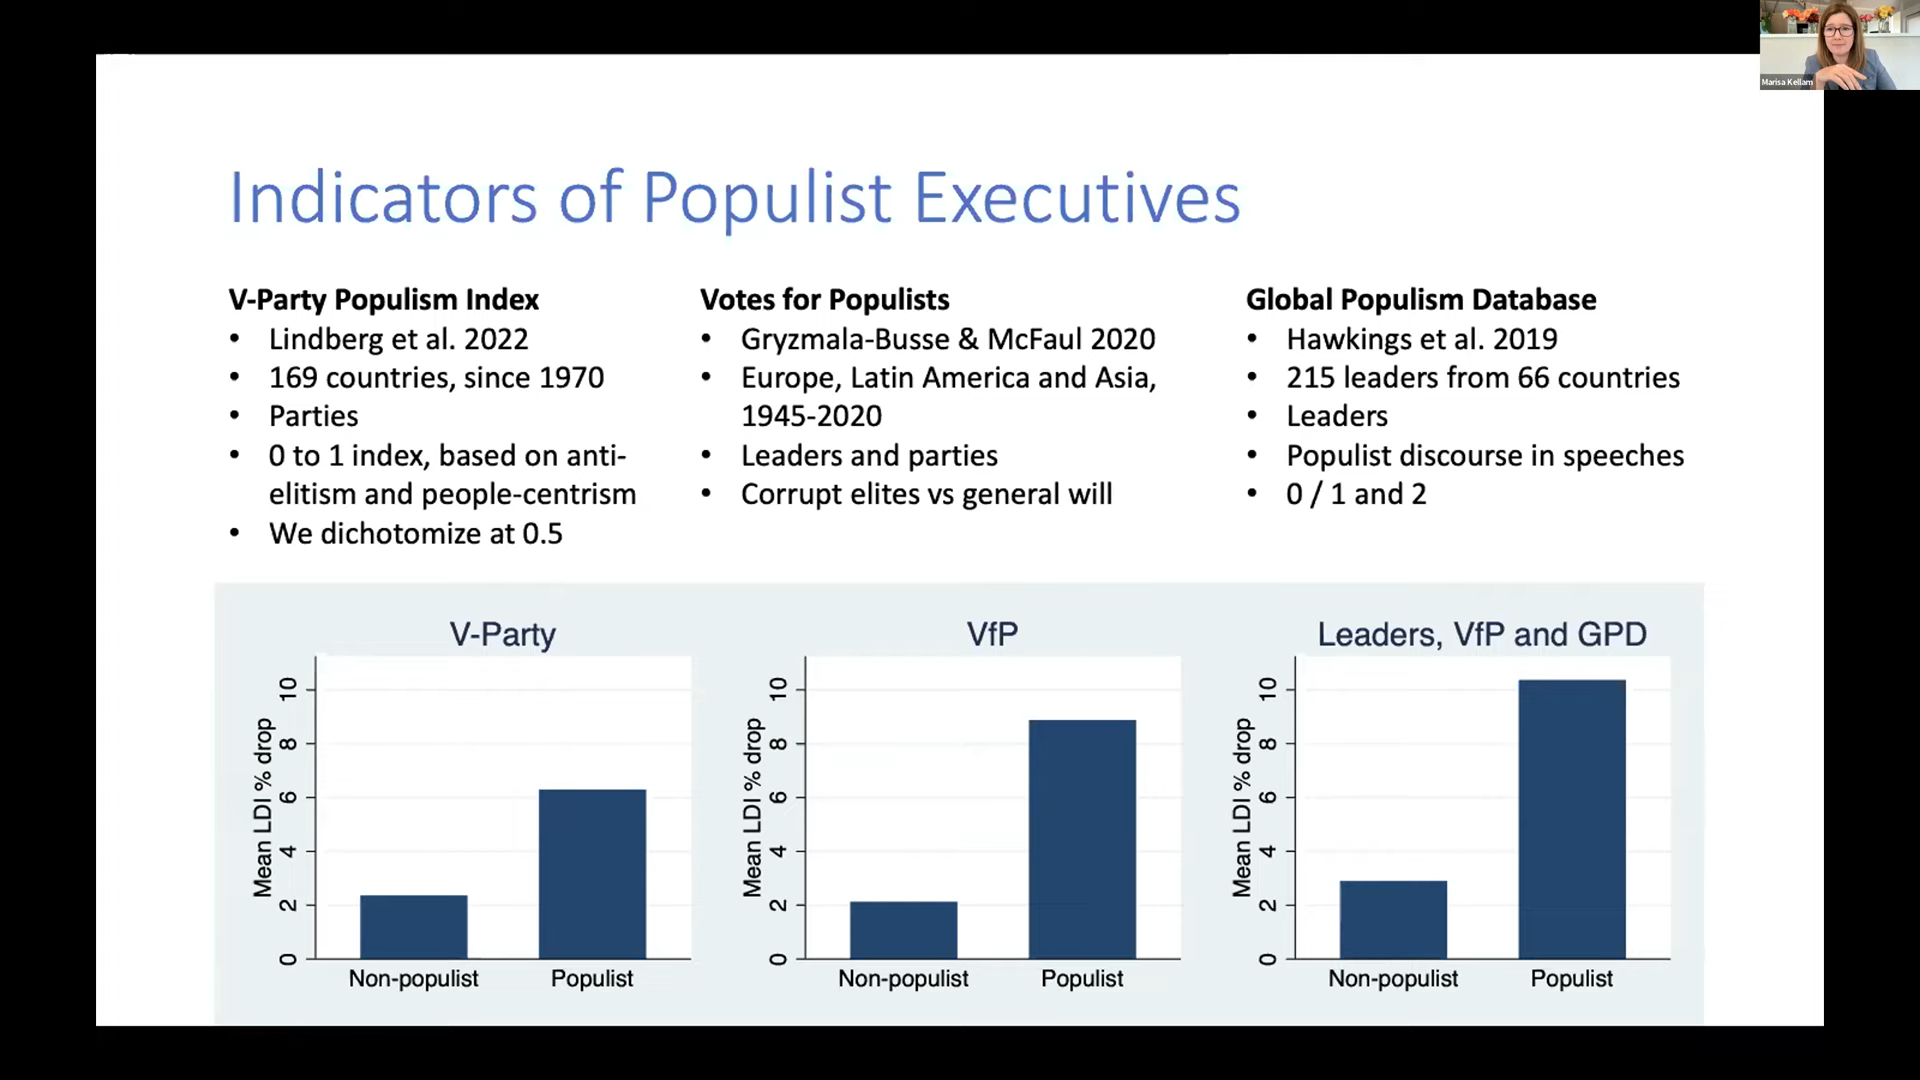 Marisa Kellam
Indicators of Populist Executives
V-Party Populism Index
• Lindberg et al. 2022
• 169 countries, since 1970
• Parties
• 0 to 1 index, based on anti-
elitism and people-centrism
• We dichotomize at 0.5
Votes for Populists
• Gryzmala-Busse & McFaul 2020
• Europe, Latin America and Asia,
1945-2020
• Leaders and parties
• Corrupt elites vs general will
Global Populism Database
• Hawkings et al. 2019
• 215 leaders from 66 countries
• Leaders
• Populist discourse in speeches
• 0 / 1 and 2
V-Party
Mean LDI % drop
10
8
6
4
2
0
Non-populist
Populist
VfP
Mean LDI % drop
10
8
6
4
2
0
Non-populist
Populist
Leaders, VfP and GPD
Mean LDI % drop
10
8
6
4
2
0
Non-populist
Populist